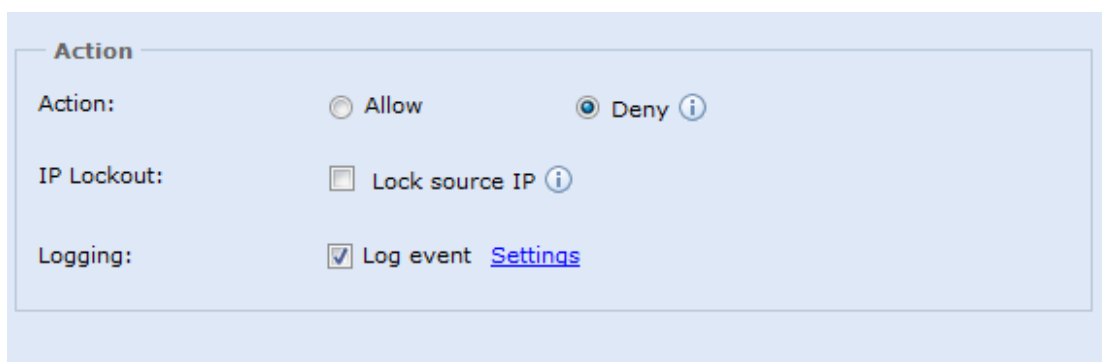 Action
Action: Allow Deny
IP Lockout: Lock source IP
Logging: Log event Settings